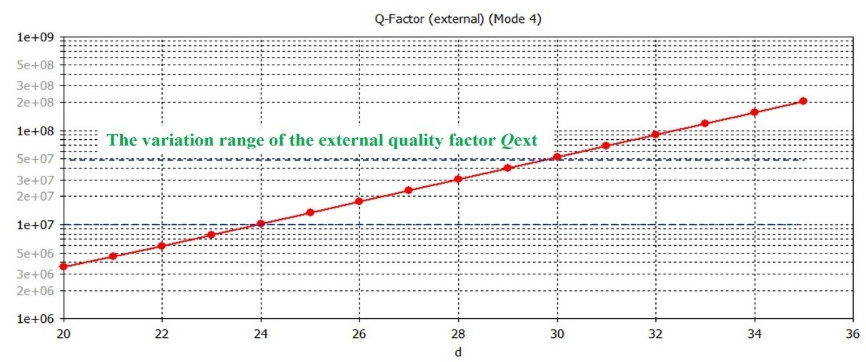 Q-Factor (external) (Mode 4)
1e+09
5e+08
3e+08
2e+08
1e+08
The variation range of the external quality factor Qext
5e+07
3e+07
2e+07
1e+07
5e+06
3e+06
2e+06
1e+06
20 22 24 26 28 30 32 34 36
d